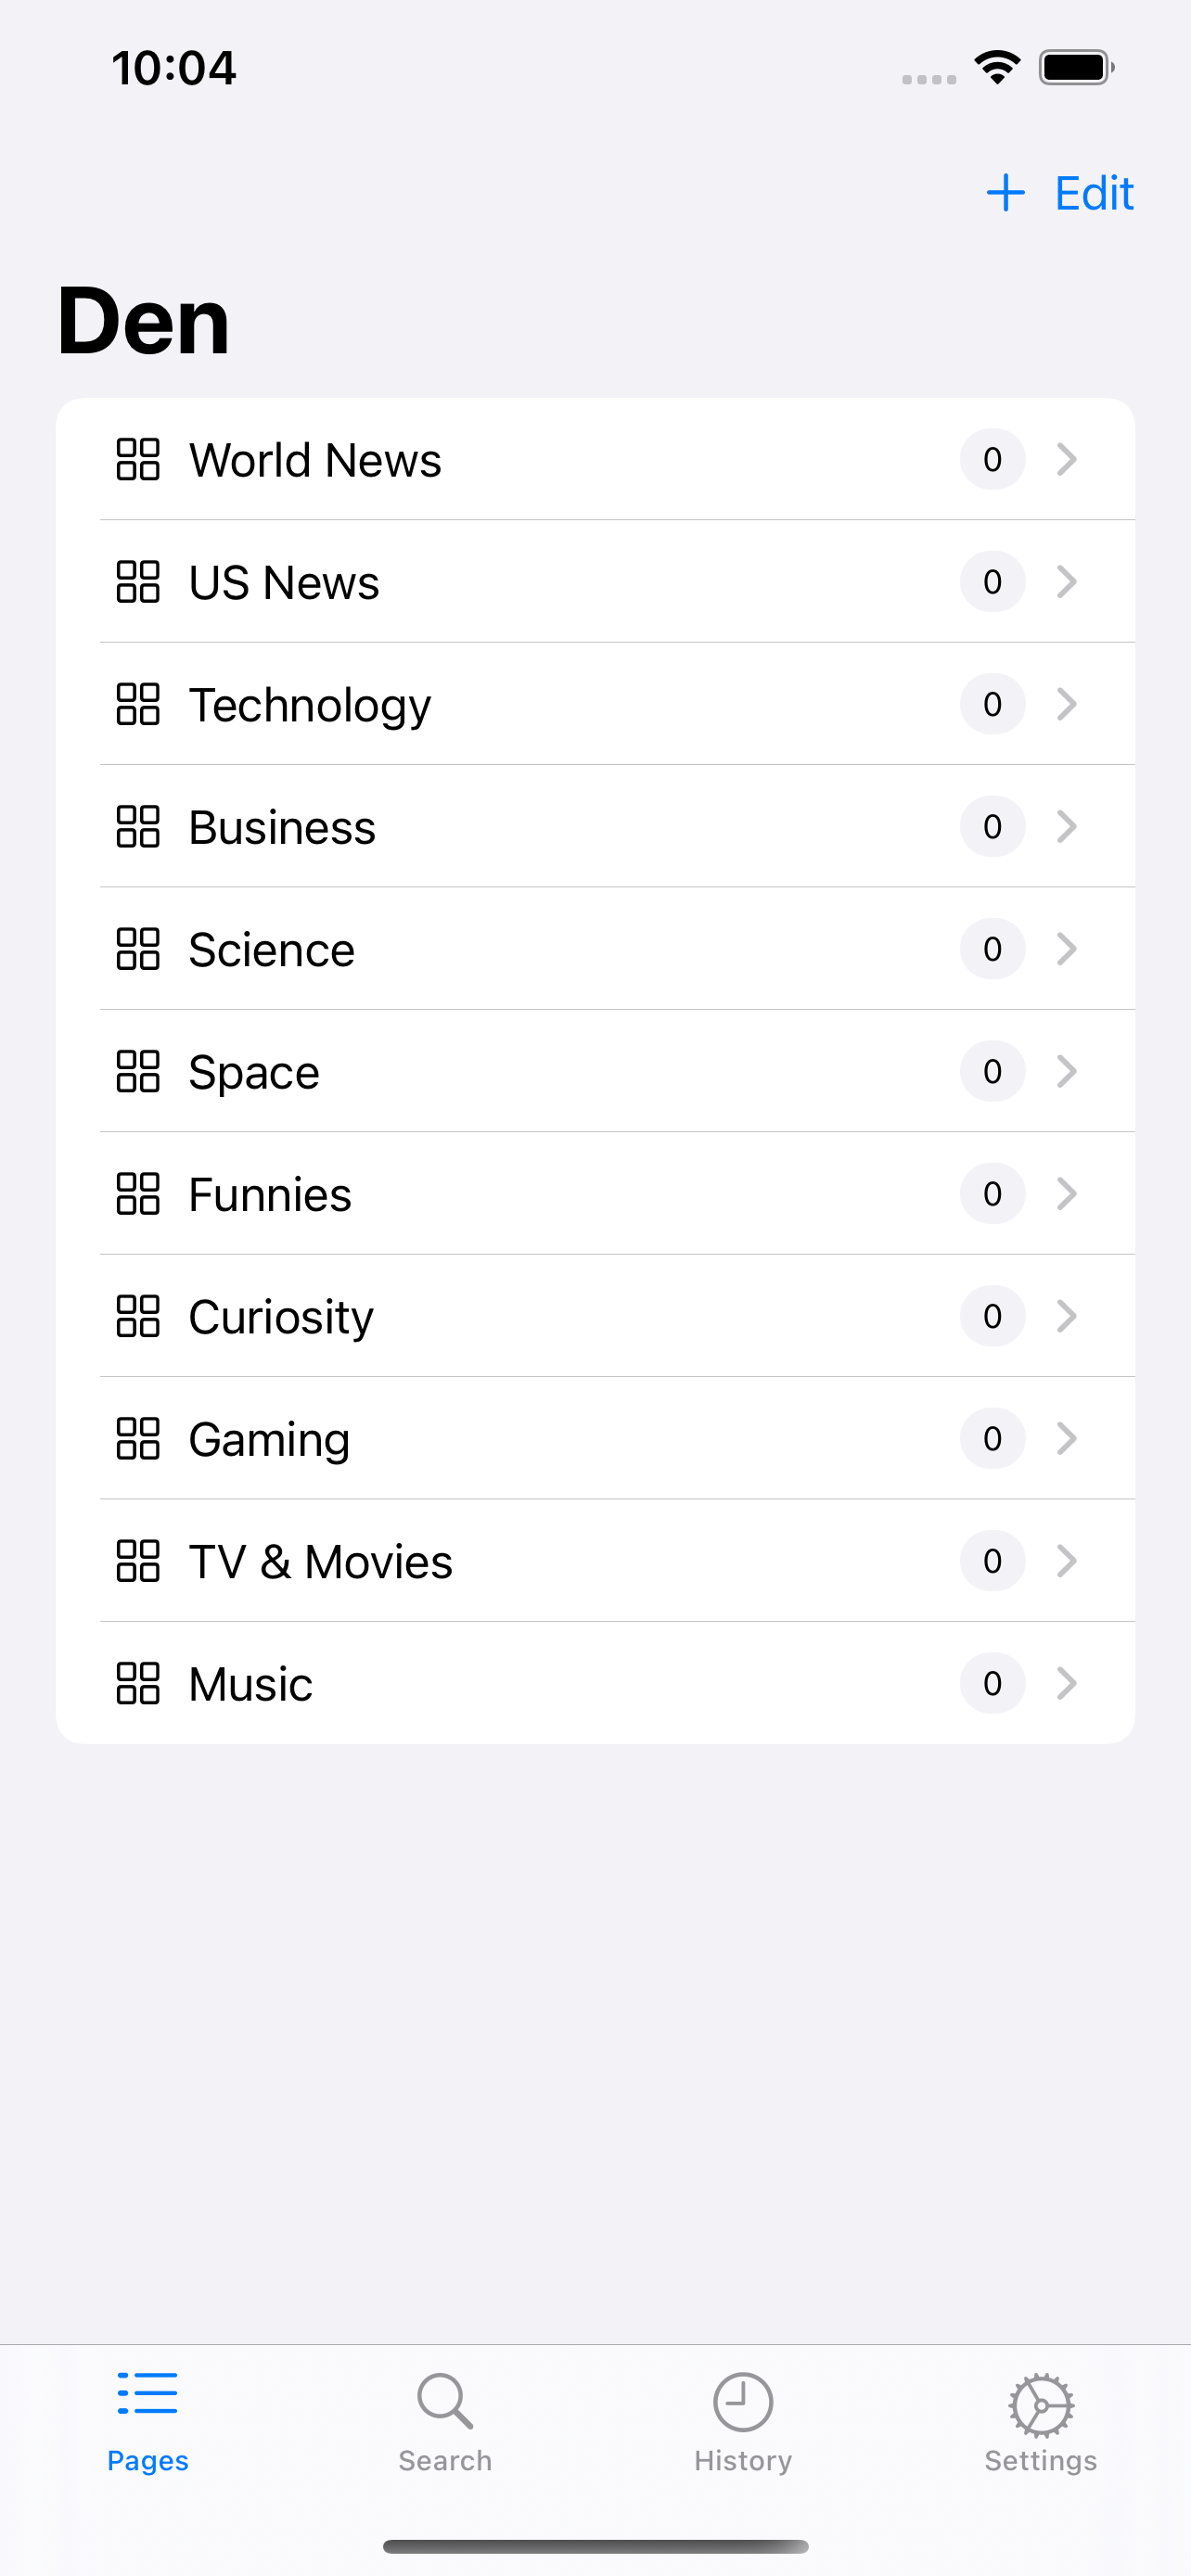 10:04
Edit
Den
World News 0
US News 0
Technology 0
Business 0
Science 0
Space 0
Funnies 0
Curiosity 0
Gaming 0
TV & Movies 0
Music 0
Pages Search History Settings